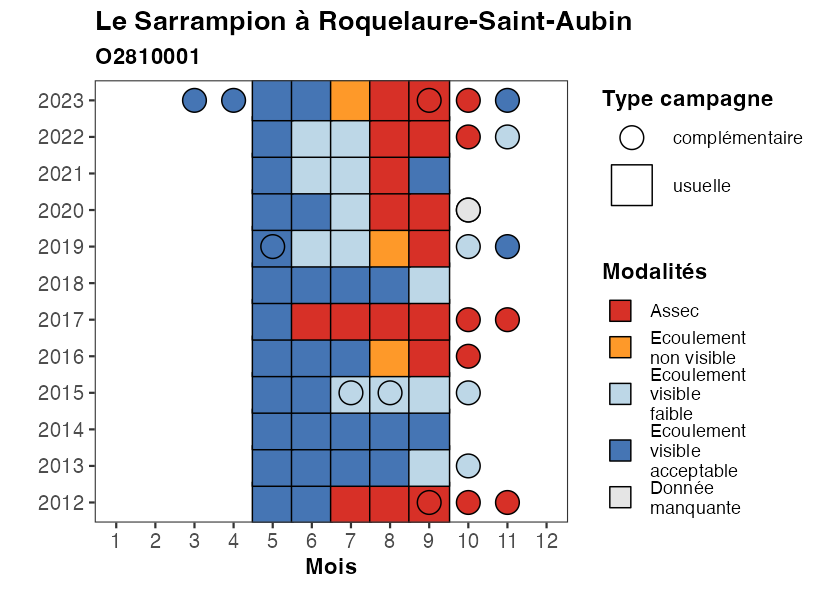 Le Sarrampion à Roquelaure-Saint-Aubin
O2810001
2023
2022
2021
2020
2019
2018
2017
2016
2015
2014
2013
2012
1 2 3 4 5 6 7 8 9 10 11 12
Mois
Type campagne
complémentaire
usuelle
Modalités
Assec
Ecoulement
non visible
Ecoulement
visible
faible
Ecoulement
visible
acceptable
Donnée
manquante